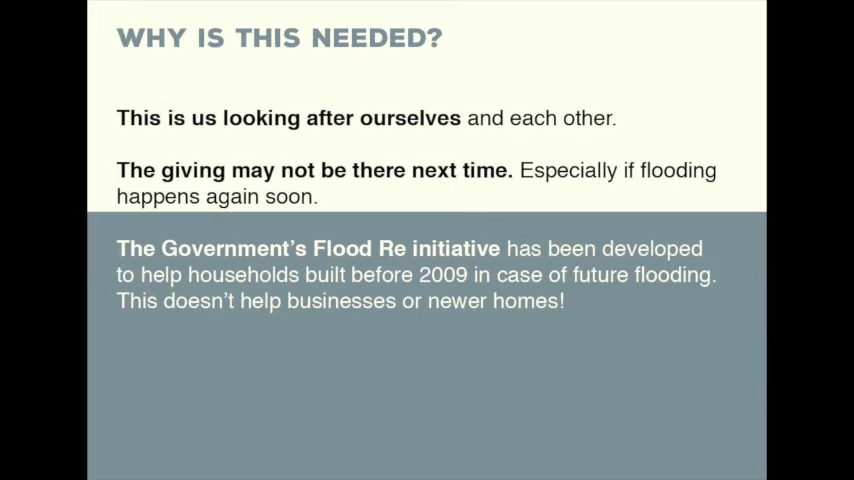 WHY IS THIS NEEDED?
This is us looking after ourselves and each other.
The giving may not be there next time. Especially if flooding
happens again soon.
The Government's Flood Re initiative has been developed
to help households built before 2009 in case of future flooding.
This doesn't help businesses or newer homes!